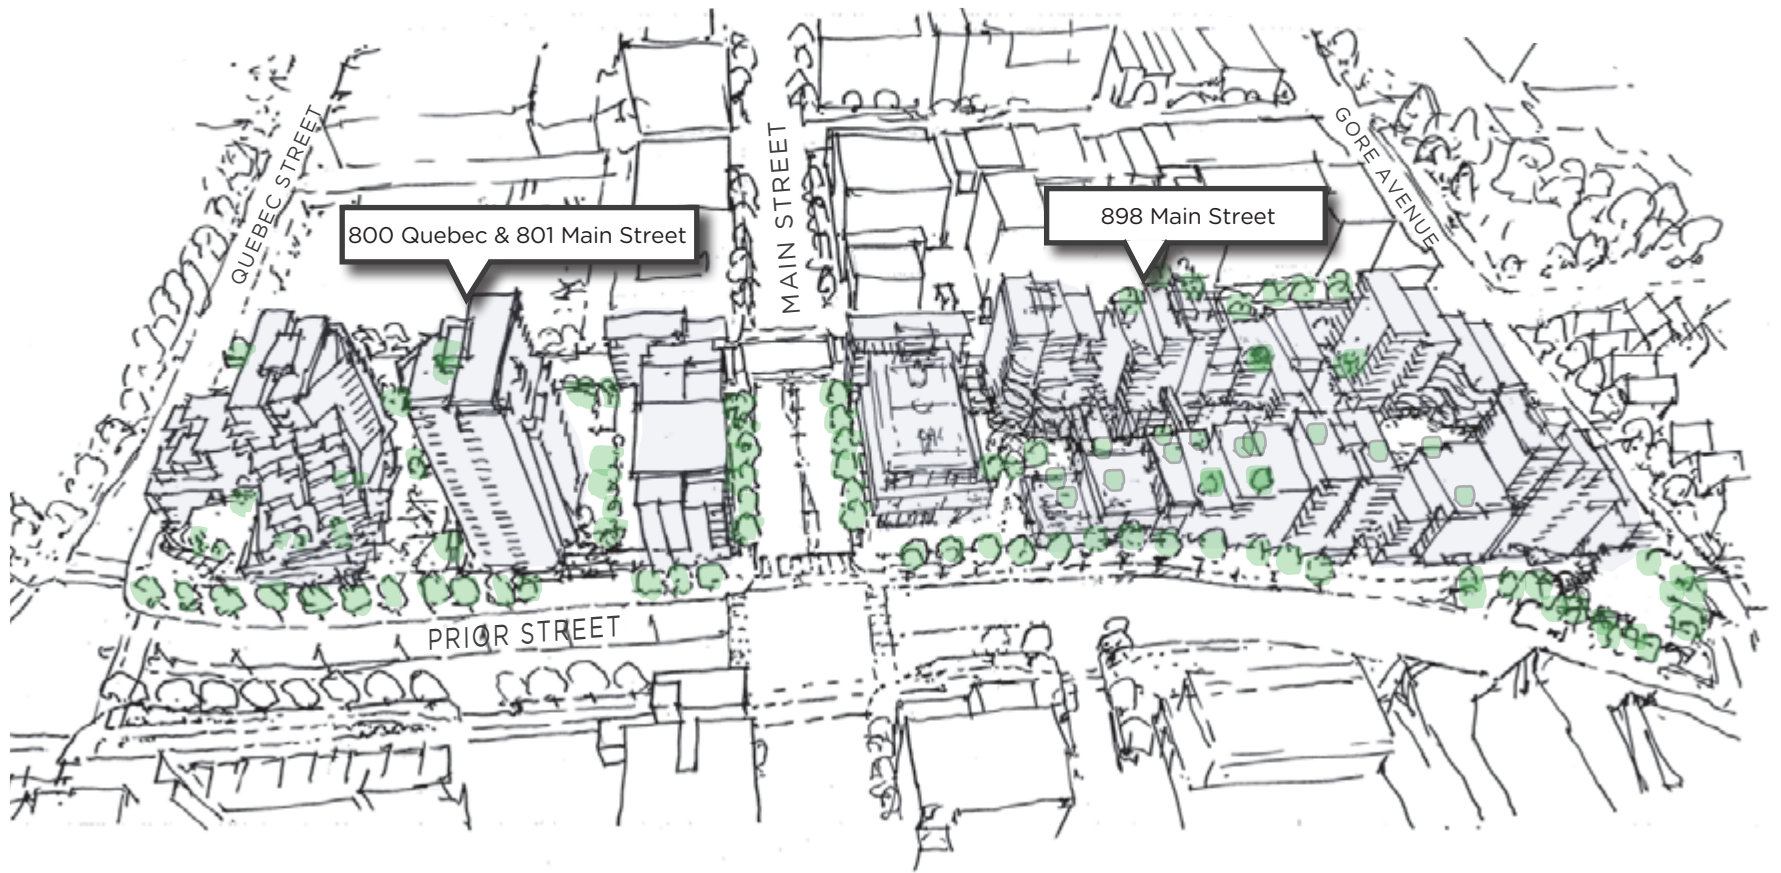 QUEBEC STREET
800 Quebec & 801 Main Street
MAIN STREET
898 Main Street
GORE AVENUE
PRIOR STREET